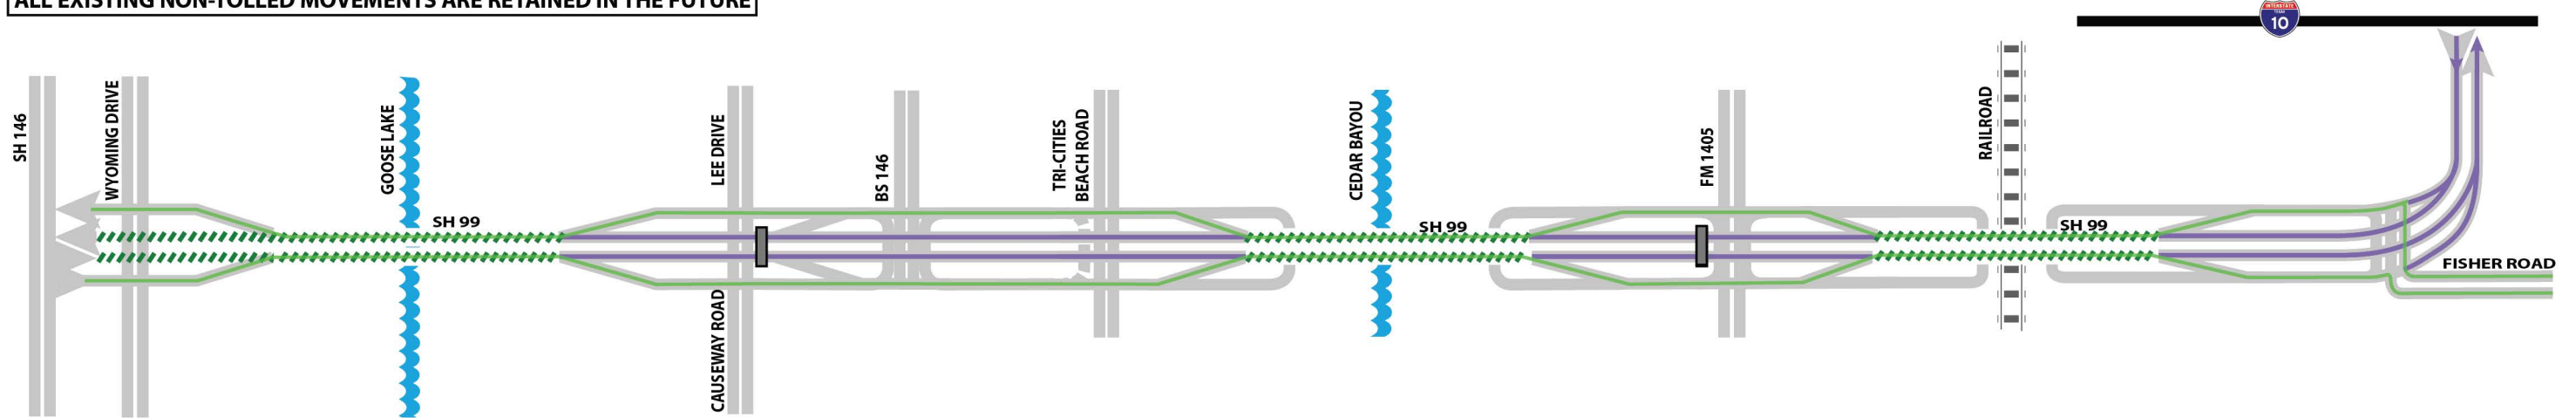 ALL EXISTING NON-TOLLED MOVEMENTS ARE RETAINED IN THE FUTURE
INTERSTATE
TEXAS
10
SH 146
WYOMING DRIVE
GOOSE LAKE
SH 99
LEE DRIVE
CAUSEWAY ROAD
BS 146
TRI-CITIES
BEACH ROAD
CEDAR BAYOU
SH 99
FM 1405
RAILROAD
SH 99
FISHER ROAD